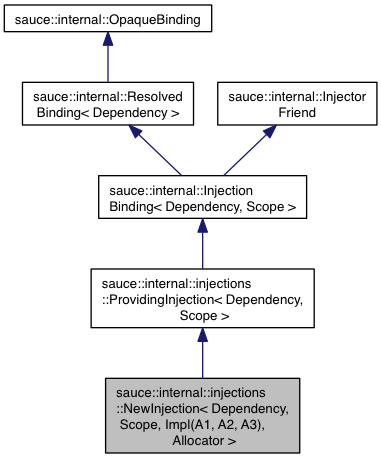 sauce::internal::OpaqueBinding
sauce::internal::Resolved
Binding< Dependency >
sauce::internal::Injector
Friend
sauce::internal::Injection
Binding< Dependency, Scope >
sauce::internal::injections
::ProvidingInjection< Dependency,
Scope >
sauce::internal::injections
::NewInjection< Dependency,
Scope, Impl(A1, A2, A3),
Allocator >